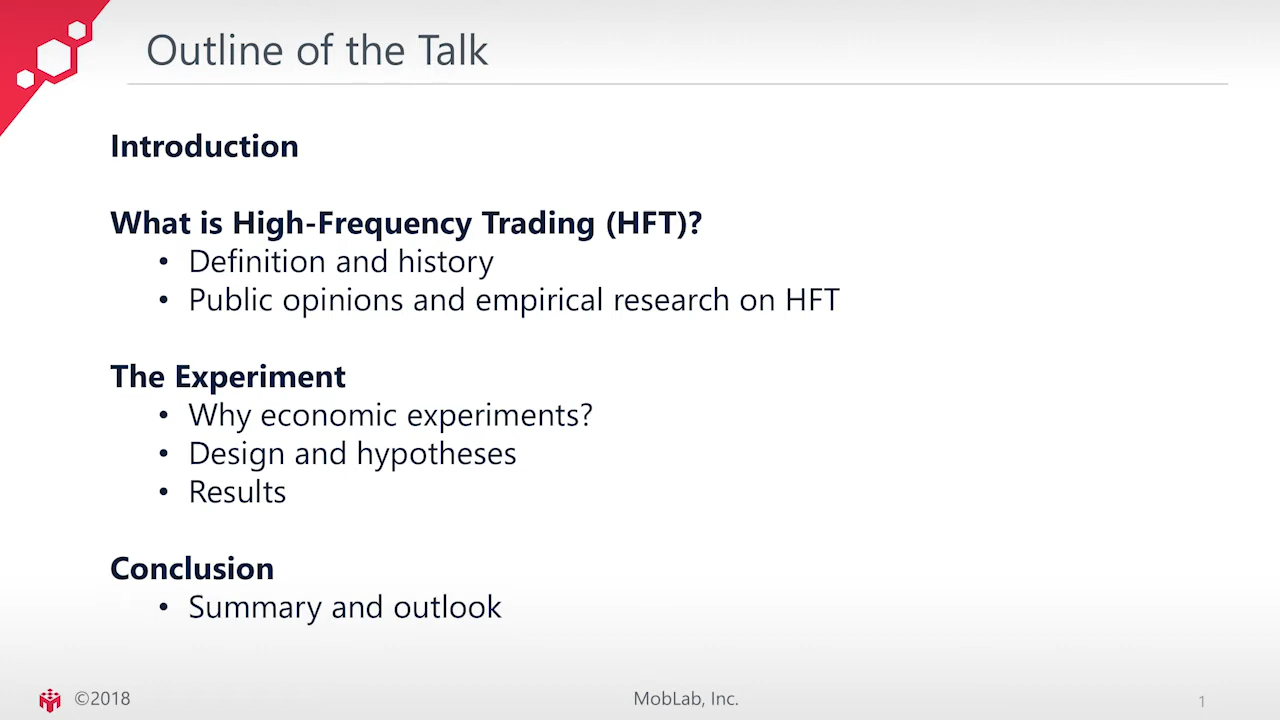 Outline of the Talk
Introduction
What is High-Frequency Trading (HFT)?
• Definition and history
• Public opinions and empirical research on HFT
The Experiment
• Why economic experiments?
• Design and hypotheses
• Results
Conclusion
• Summary and outlook
©2018
MobLab, Inc.
1